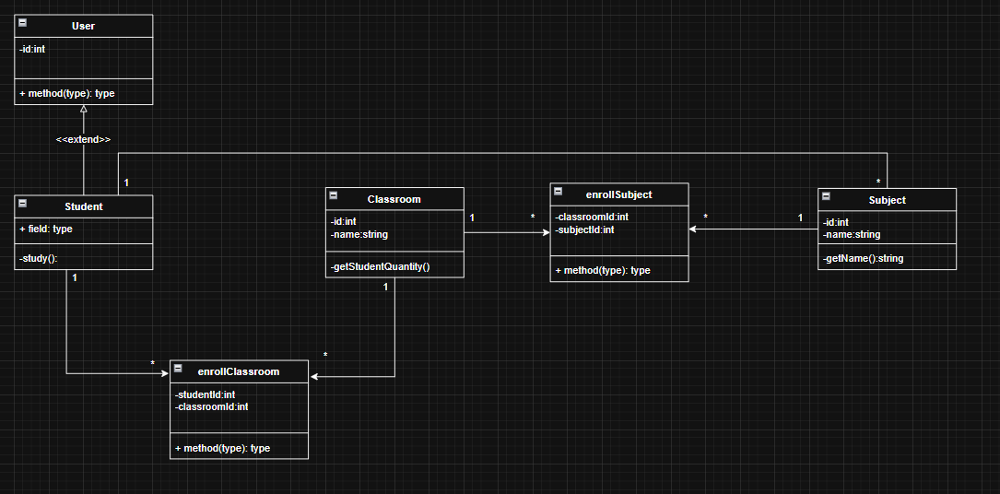 User
-id:int
+ method(type): type
<<extend>>
1
*
Student
+ field: type
-study():
1
Classroom
-id:int
-name:string
-getStudentQuantity()
1
*
enrollSubject
-classroomId:int
-subjectId:int
+ method(type): type
*
1
Subject
-id:int
-name:string
-getName():string
1
*
*
enrollClassroom
-studentId:int
-classroomId:int
+ method(type): type